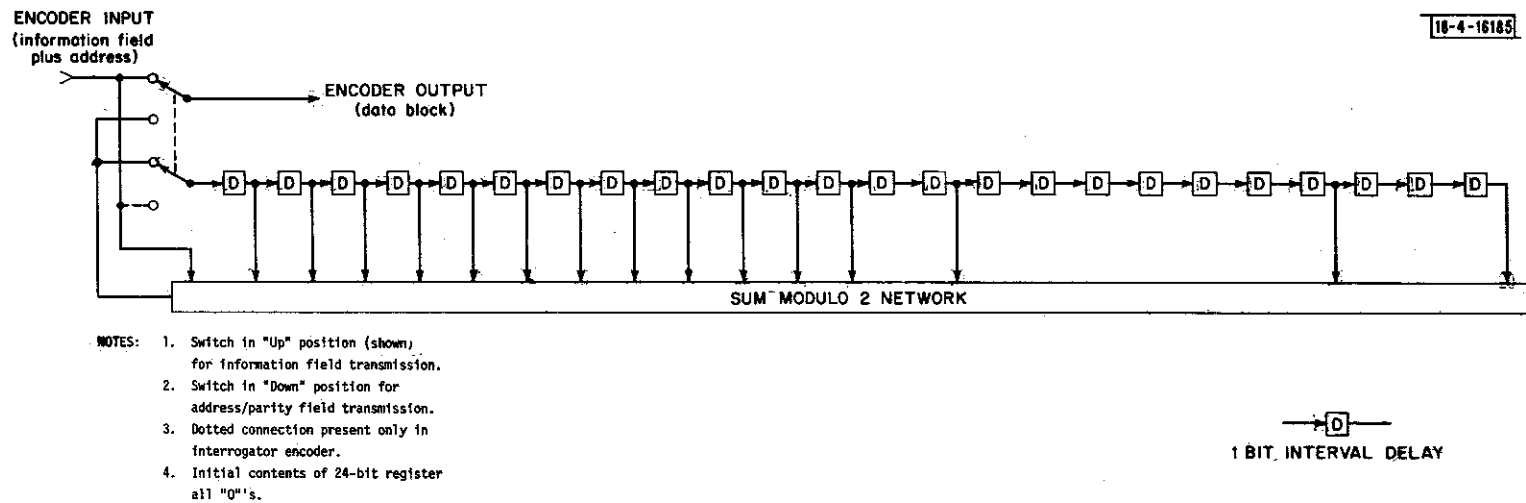 ENCODER INPUT
(information field
plus address)
18-4-16185
ENCODER OUTPUT
(data block)
D D D D D D D D D D D D D D D D D D D D D D D D
SUM MODULO 2 NETWORK
NOTES: 1. Switch in "Up" position (shown)
for information field transmission.
2. Switch in "Down" position for
address/parity field transmission.
3. Dotted connection present only in
interrogator encoder.
4. Initial contents of 24-bit register
all "0"'s.
D
1 BIT INTERVAL DELAY